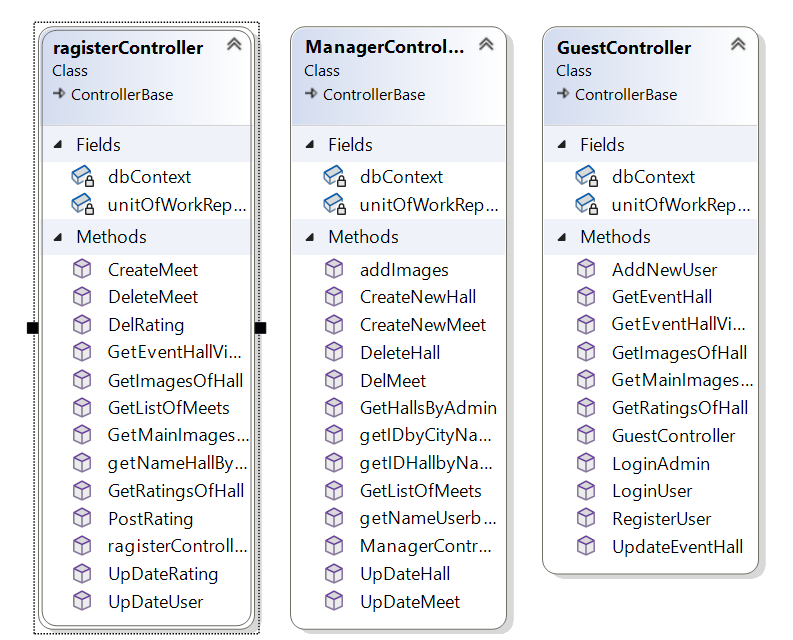 ragisterController
Class
ControllerBase
Fields
dbContext
unitOfWorkRep...
Methods
CreateMeet
DeleteMeet
DelRating
GetEventHallVi...
GetImagesOfHall
GetListOfMeets
GetMainImages...
getNameHallBy...
GetRatingsOfHall
PostRating
ragisterControll...
UpDateRating
UpDateUser
ManagerControl...
Class
ControllerBase
Fields
dbContext
unitOfWorkRep...
Methods
addImages
CreateNewHall
CreateNewMeet
DeleteHall
DelMeet
GetHallsByAdmin
getIDbyCityNa...
getIDHallbyNa...
GetListOfMeets
getNameUserb...
ManagerContr...
UpDateHall
UpDateMeet
GuestController
Class
ControllerBase
Fields
dbContext
unitOfWorkRep...
Methods
AddNewUser
GetEventHall
GetEventHallVi...
GetImagesOfHall
GetMainImages...
GetRatingsOfHall
GuestController
LoginAdmin
LoginUser
RegisterUser
UpdateEventHall